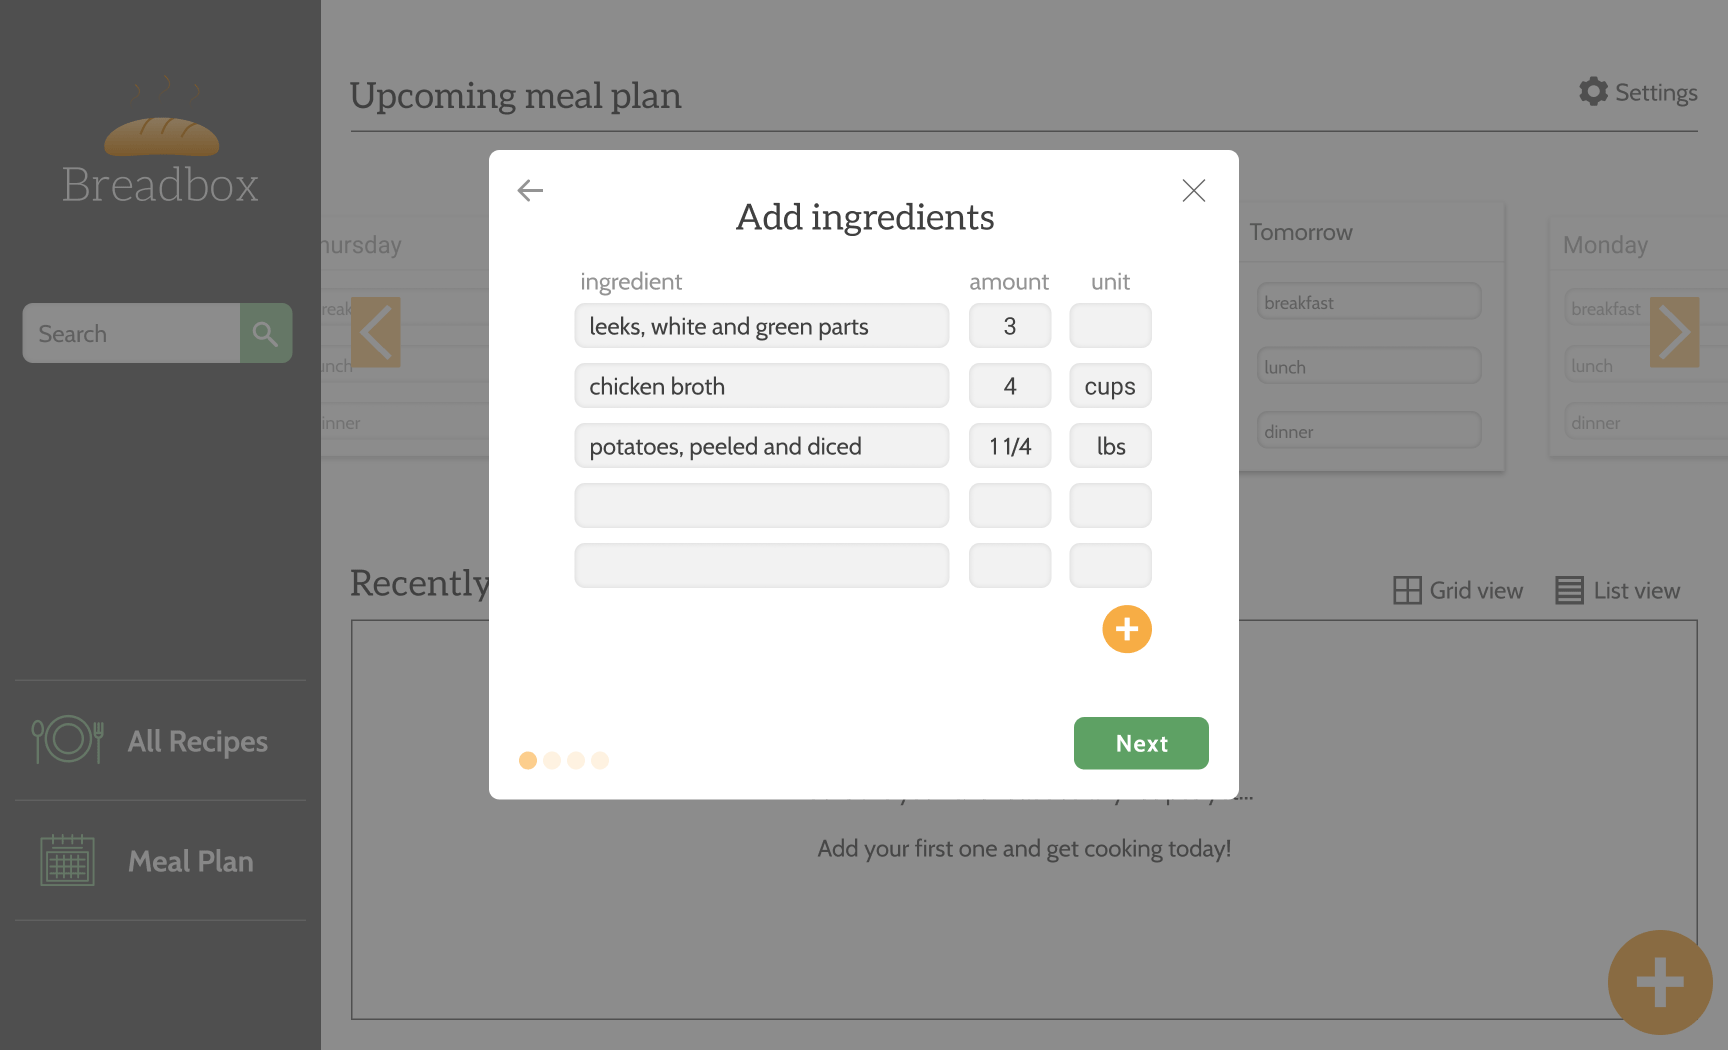 Breadbox
Search
All Recipes
Meal Plan
Upcoming meal plan
Settings
hursday
reak
unch
inner
Tomorrow
breakfast
lunch
dinner
Monday
breakfast
lunch
dinner
Add ingredients
ingredient amount unit
leeks, white and green parts 3
chicken broth 4 cups
potatoes, peeled and diced 1 1/4 lbs
Next
Recently
Grid view
List view
Add your first one and get cooking today!